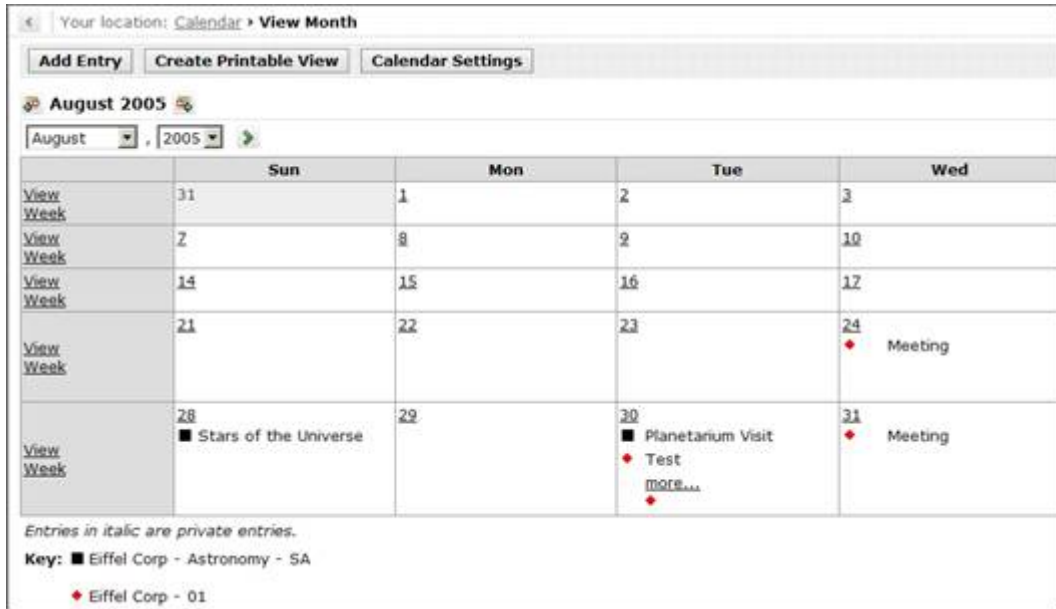 Your location: Calendar › View Month
Add Entry Create Printable View Calendar Settings
August 2005
August , 2005
Sun Mon Tue Wed
View Week 31 1 2 3
View Week 7 8 9 10
View Week 14 15 16 17
View Week 21 22 23 24
Meeting
View Week 28 29 30 31
Stars of the Universe Planetarium Visit Meeting
Test
more...
Entries in italic are private entries.
Key: Eiffel Corp - Astronomy - SA
Eiffel Corp - 01